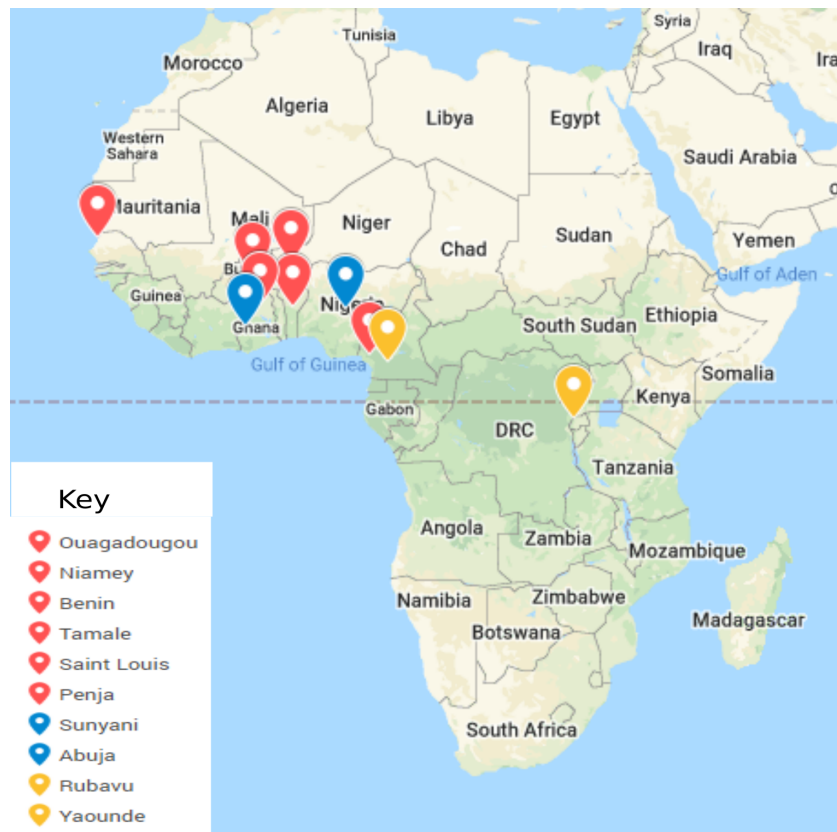 Syria
Tunisia
Iraq
Ira
Morocco
Algeria
Libya
Egypt
Western
Sahara
Saudi Arabia
Mauritania
Mali
Niger
Sudan
Yemen
Chad
Gulf of Aden
Guinea
Nigeria
Ethiopia
Ghana
South Sudan
Gulf of Guinea
Somalia
Kenya
Gabon
DRC
Tanzania
Key
Angola
Zambia
Mozambique
Ouagadougou
Niamey
Zimbabwe
Namibia
Benin
Madagascar
Botswana
Tamale
Saint Louis
Penja
Sunyani
South Africa
Abuja
Rubavu
Yaounde